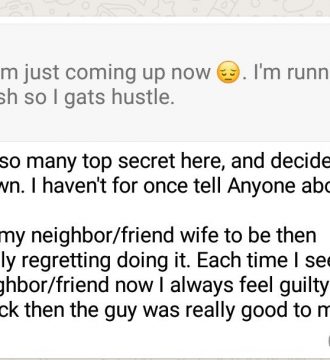 m just coming up now 😔. I'm runn
sh so I gats hustle.
so many top secret here, and decide
wn. I haven't for once tell Anyone abo
my neighbor/friend wife to be then
ly regretting doing it. Each time I see
ghbor/friend now I always feel guilty
ck then the guy was really good to m